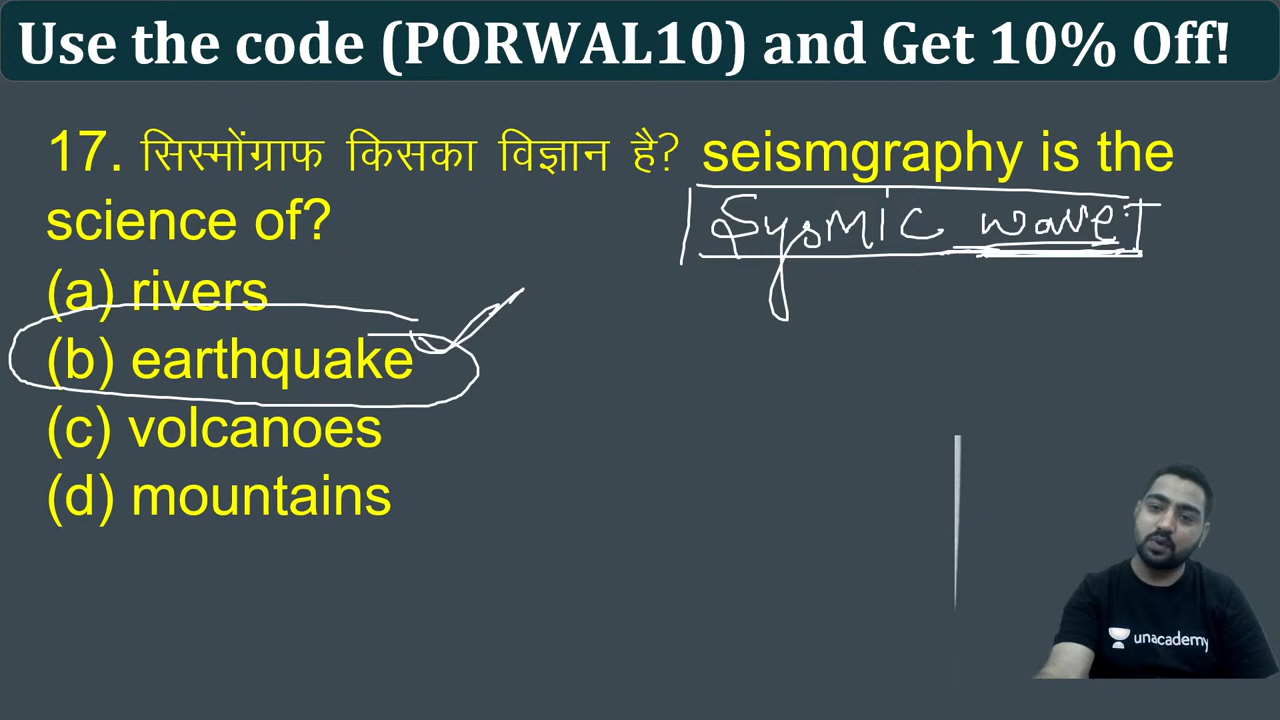 Use the code (PORWAL10) and Get 10% Off!
17. सिस्मोंग्राफ किसका विज्ञान है? seismgraphy is the
science of?
SysMic wave
(a) rivers
(b) earthquake
(c) volcanoes
(d) mountains
unacademy